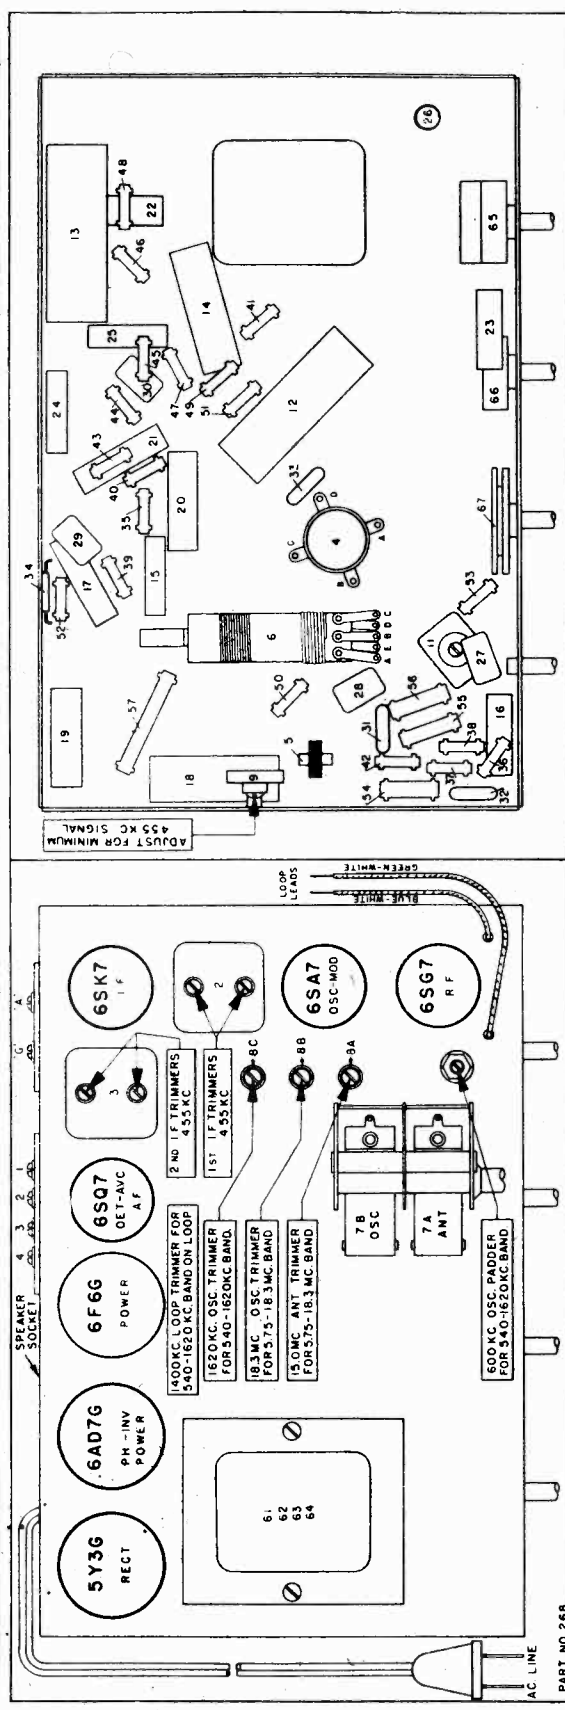 ADJUST FOR MINIMUM
455 KC SIGNAL
26
13
48
22
46
65
14
41
25
45
30
47
49
51
44
24
12
23
66
43
21
40
35
20
33
4
A
B
C
D
67
34
29
17
52
39
15
6
A E B D C
53
11
27
57
50
28
56
55
31
42
5
54
38
37
16
36
32
19
18
9
SPEAKER
SOCKET
4
3
2
1
G
A
5Y3G
RECT
6AD7G
PH-INV
POWER
6F6G
POWER
6SQ7
DET-AVC
A F
3
6SK7
I F
2
6SA7
OSC-MOD
6SG7
R F
LOOP
LEADS
BLUE-WHITE
GREEN-WHITE
2 ND I F TRIMMERS
455 KC
1 ST I F TRIMMERS
455 KC
1400 KC. LOOP TRIMMER FOR
540-1620 KC. BAND ON LOOP
1620 KC. OSC. TRIMMER
FOR 540-1620 KC. BAND.
18.3 MC OSC. TRIMMER
FOR 5.75-18.3 MC. BAND
15.0 MC ANT TRIMMER
FOR 5.75-18.3 MC. BAND
8C
8B
8A
7B
OSC
7A
ANT
600 KC. OSC. PADDER
FOR 540-1620 KC. BAND
61
62
63
64
AC. LINE
PART NO. 268